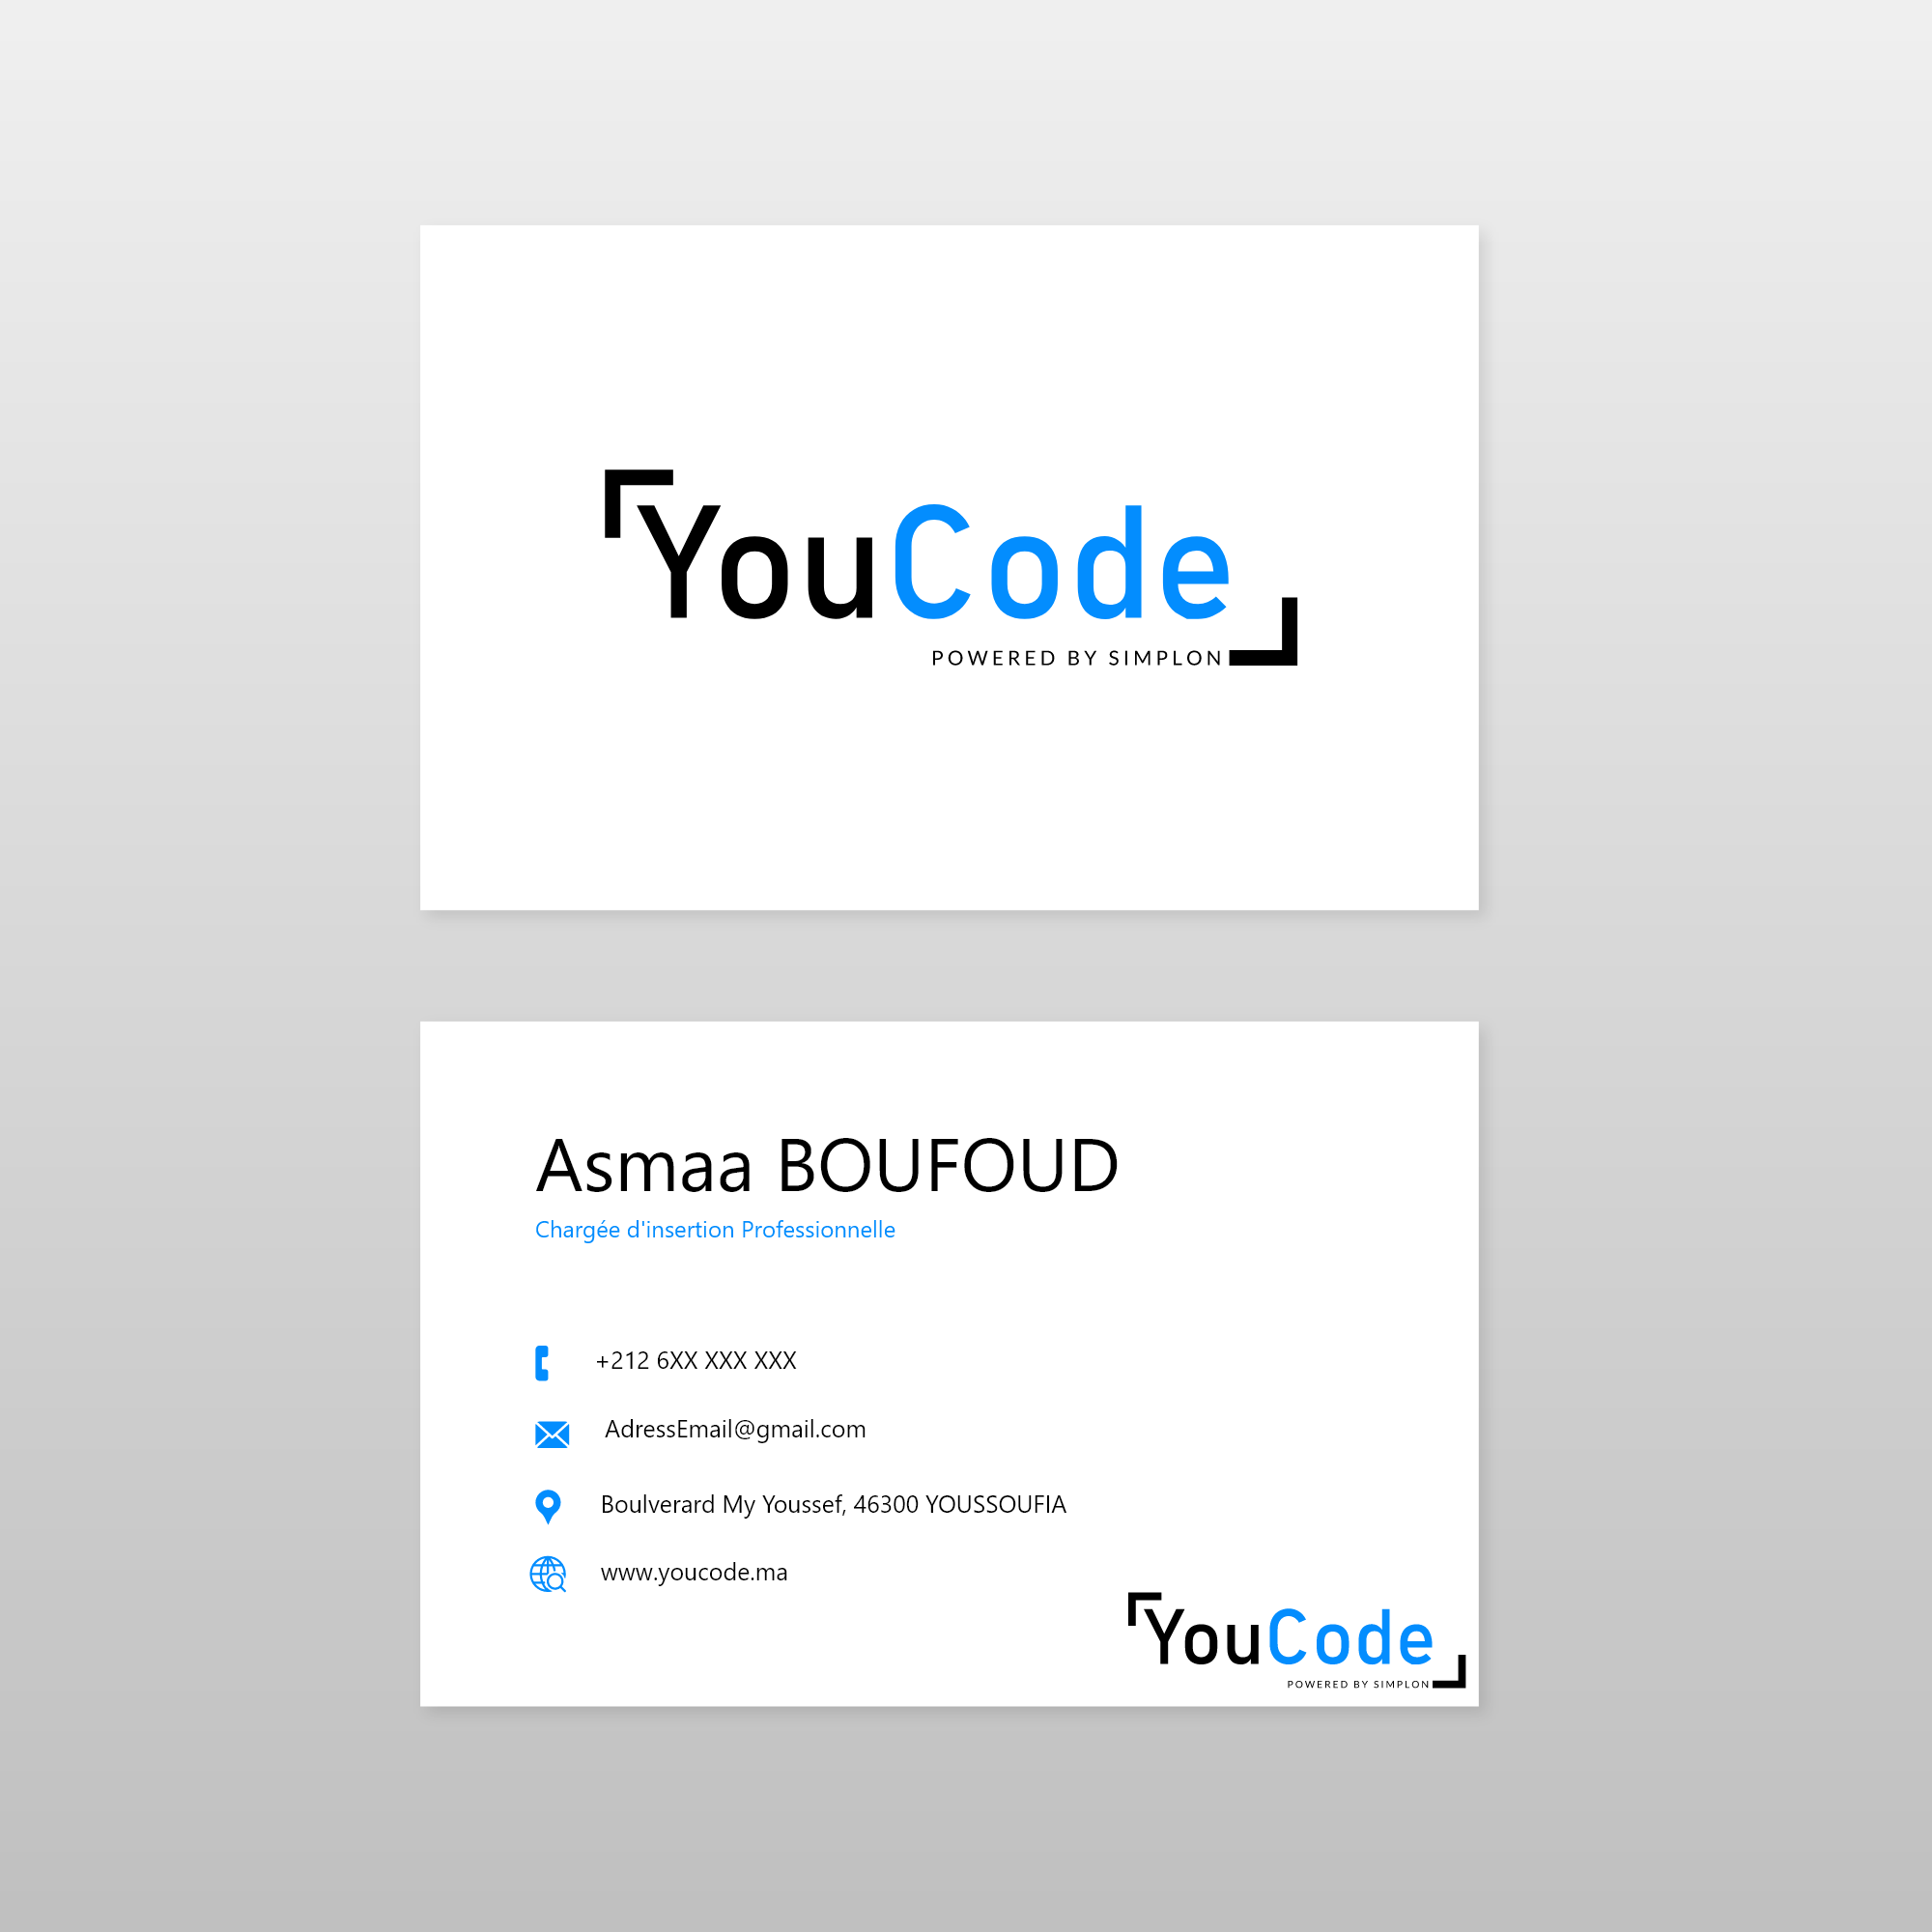 YouCode
POWERED BY SIMPLON
Asmaa BOUFOUD
Chargée d'insertion Professionnelle
+212 6XX XXX XXX
AdressEmail@gmail.com
Boulverard My Youssef, 46300 YOUSSOUFIA
www.youcode.ma
YouCode
POWERED BY SIMPLON